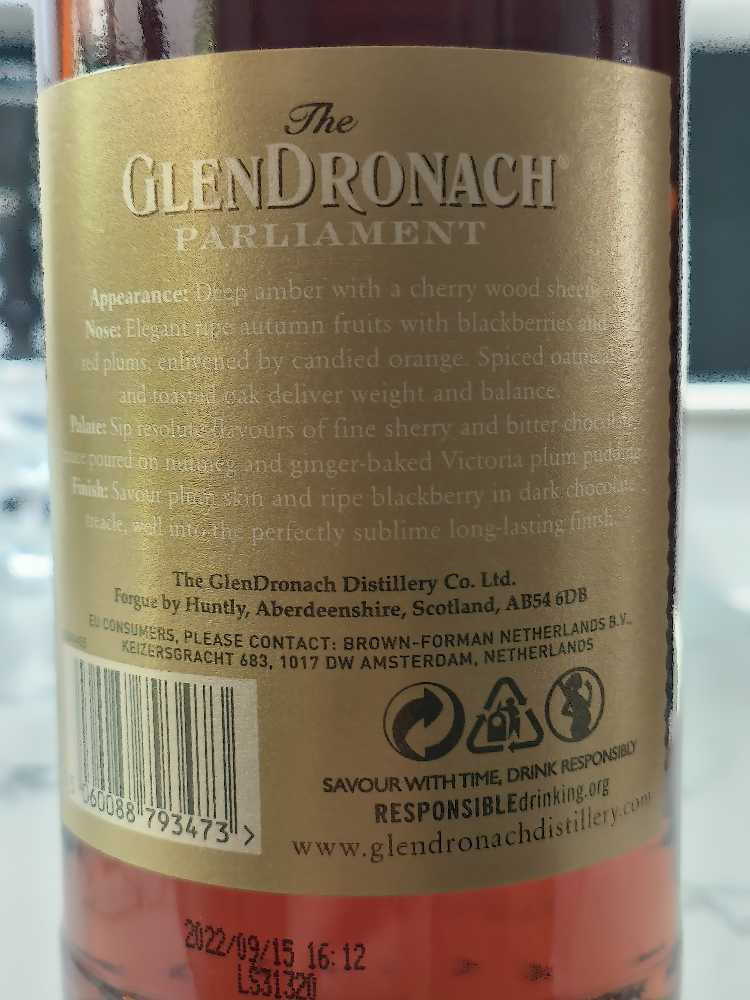 The
GLENDRONACH
PARLIAMENT
Appearance: Deep amber with a cherry wood sheen.
Nose: Elegant ripe autumn fruits with blackberries and
red plums, enlivened by candied orange. Spiced oatmeal
and toasted oak deliver weight and balance.
Palate: Sip resolute flavours of fine sherry and bitter chocolate
sauce poured on nutmeg and ginger-baked Victoria plum pudding.
Finish: Savour plum skin and ripe blackberry in dark chocolate
treacle, well into the perfectly sublime long-lasting finish.
The GlenDronach Distillery Co. Ltd.
Forgue by Huntly, Aberdeenshire, Scotland, AB54 6DB
EU CONSUMERS, PLEASE CONTACT: BROWN-FORMAN NETHERLANDS B.V.,
KEIZERSGRACHT 683, 1017 DW AMSTERDAM, NETHERLANDS
SAVOUR WITH TIME, DRINK RESPONSIBLY
RESPONSIBLEdrinking.org
www.glendronachdistillery.com
5 060088 793473 >
2022/09/15 16:12
LS31320